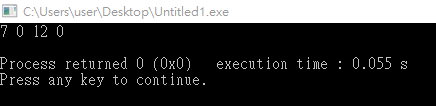 C:\Users\user\Desktop\Untitled1.exe
7 0 12 0
Process returned 0 (0x0)   execution time : 0.055 s
Press any key to continue.